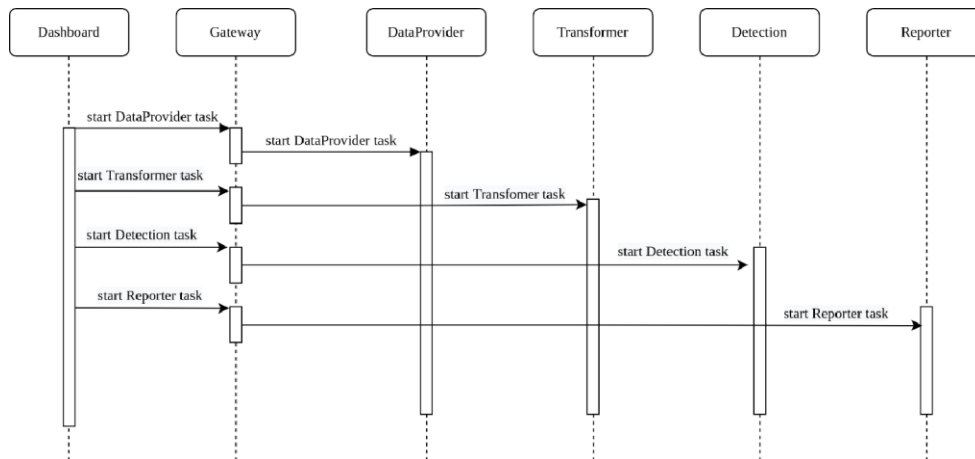 Dashboard
Gateway
DataProvider
Transformer
Detection
Reporter
start DataProvider task
start DataProvider task
start Transformer task
start Transfomer task
start Detection task
start Detection task
start Reporter task
start Reporter task